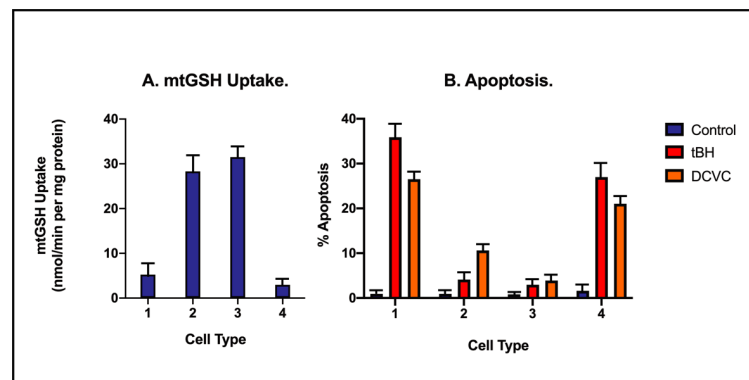 A. mtGSH Uptake.
mtGSH Uptake
(nmol/min per mg protein)
40
30
20
10
0
1 2 3 4
Cell Type
B. Apoptosis.
% Apoptosis
40
30
20
10
0
1 2 3 4
Cell Type
Control
tBH
DCVC